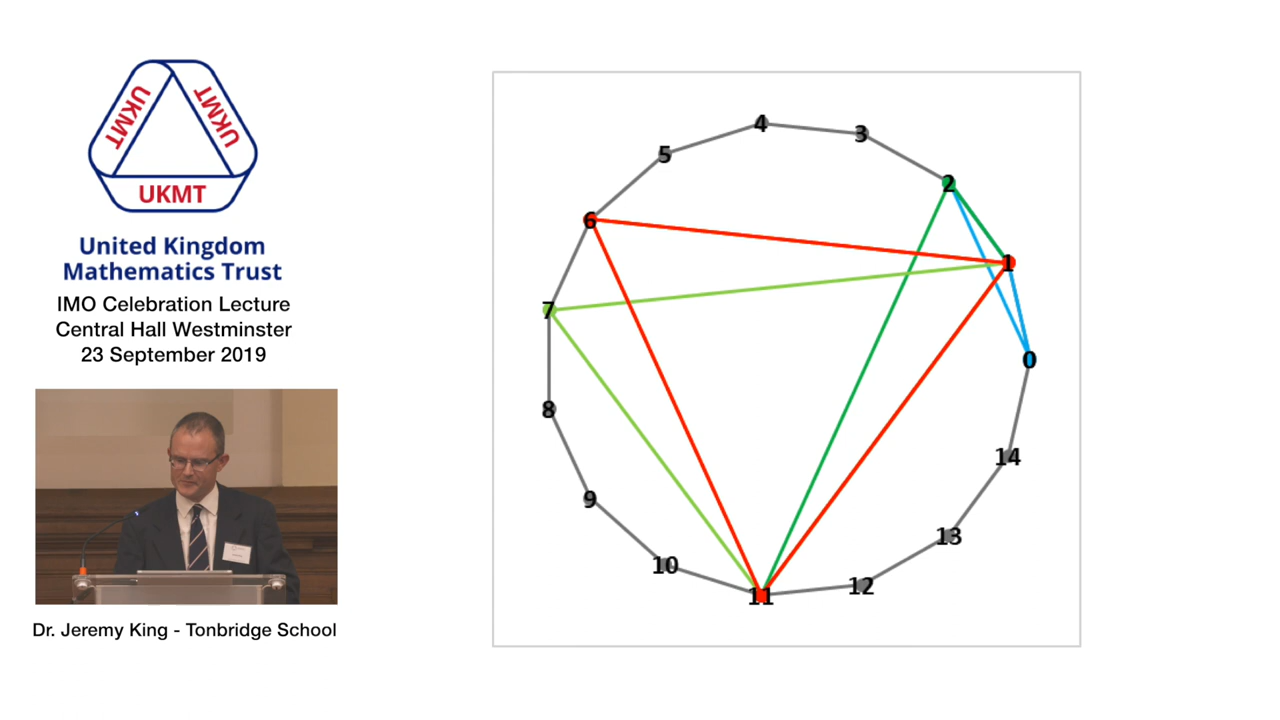 UKMT
UKMT
UKMT
United Kingdom
Mathematics Trust
IMO Celebration Lecture
Central Hall Westminster
23 September 2019
Dr. Jeremy King - Tonbridge School
4
3
5
2
6
1
7
0
8
14
9
13
10
12
11